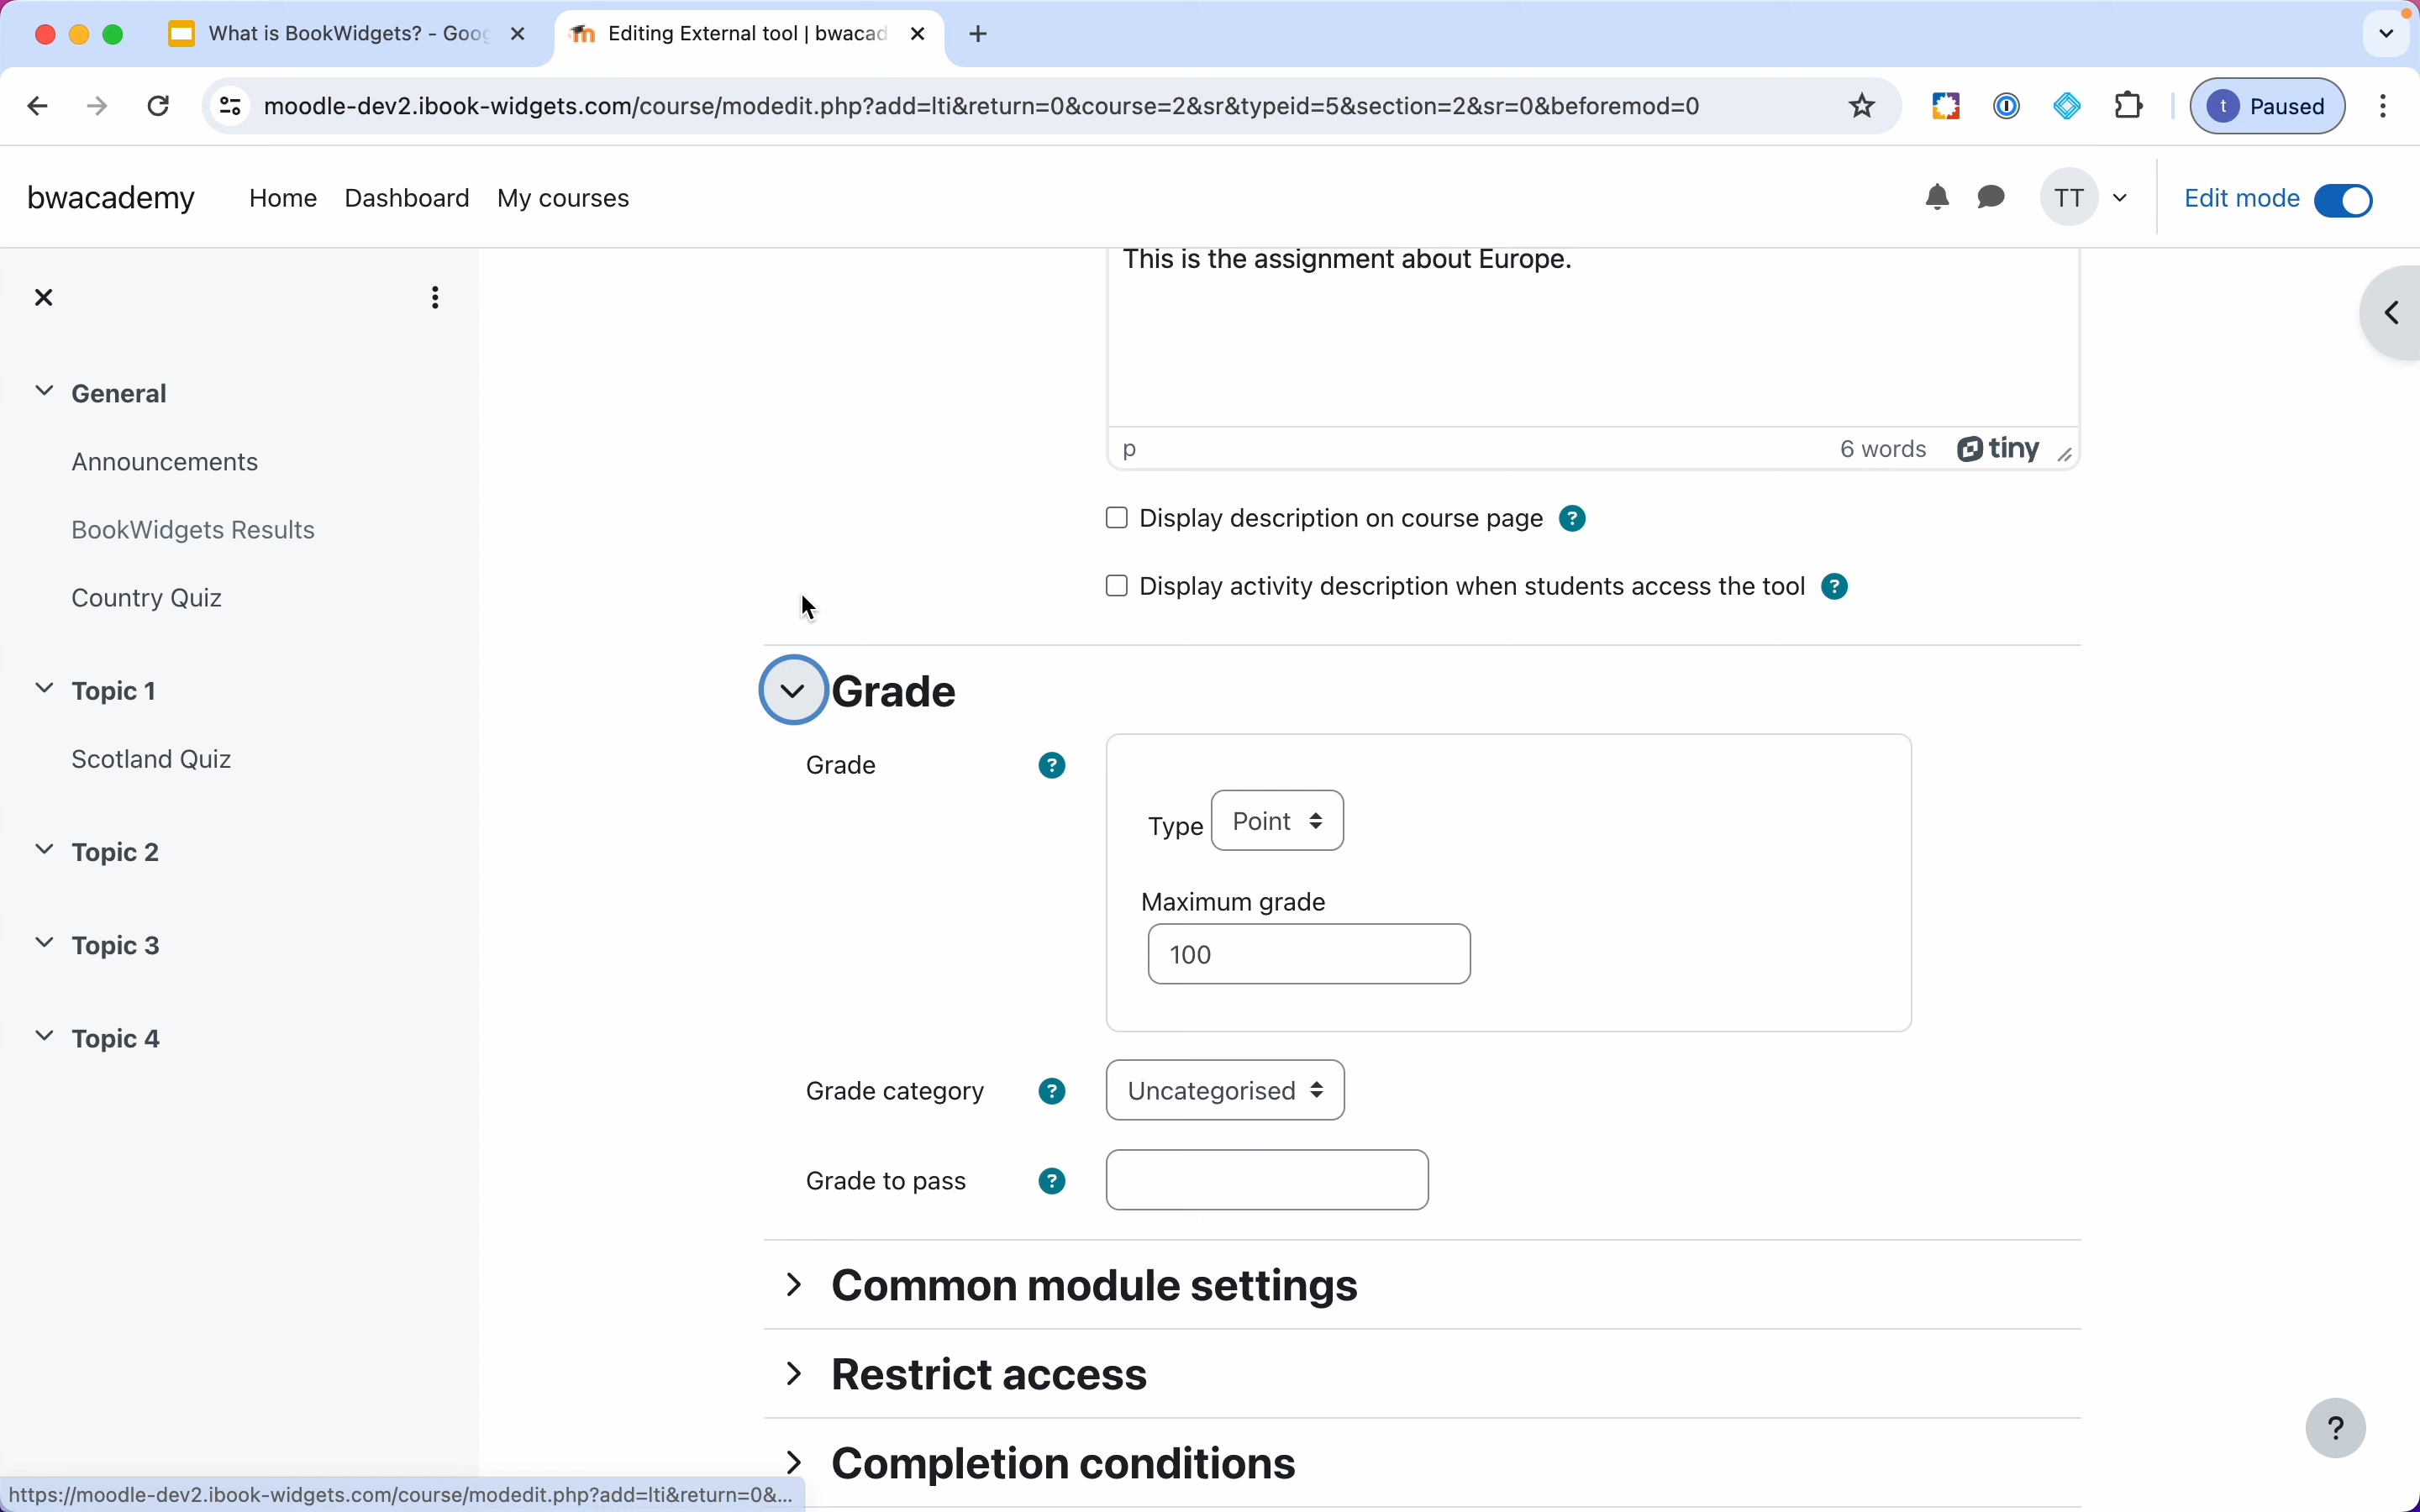 What is BookWidgets? - Goog
Editing External tool | bwacad
moodle-dev2.ibook-widgets.com/course/modedit.php?add=lti&return=0&course=2&sr&typeid=5&section=2&sr=0&beforemod=0
t Paused
bwacademy Home Dashboard My courses TT Edit mode
General
Announcements
BookWidgets Results
Country Quiz
Topic 1
Scotland Quiz
Topic 2
Topic 3
Topic 4
This is the assignment about Europe.
p 6 words tiny
Display description on course page ?
Display activity description when students access the tool ?
Grade
Grade ?
Type Point
Maximum grade
100
Grade category ? Uncategorised
Grade to pass ?
Common module settings
Restrict access
Completion conditions
?
https://moodle-dev2.ibook-widgets.com/course/modedit.php?add=lti&return=0&...